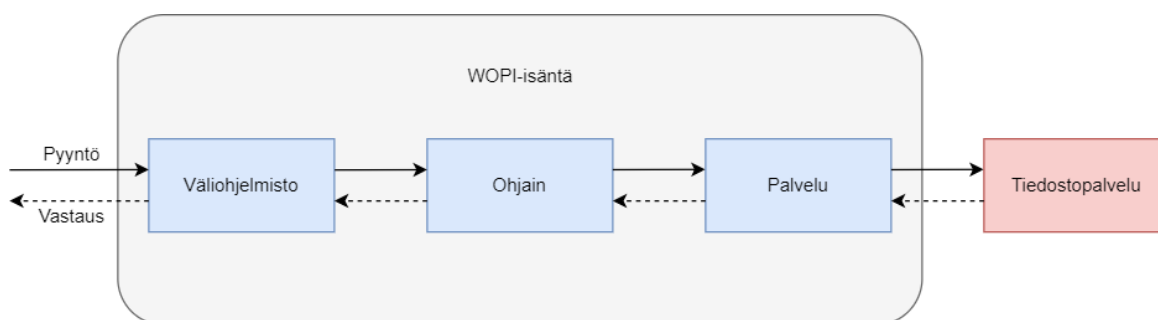 WOPI-isäntä
Pyyntö
Väliohjelmisto
Ohjain
Palvelu
Tiedostopalvelu
Vastaus